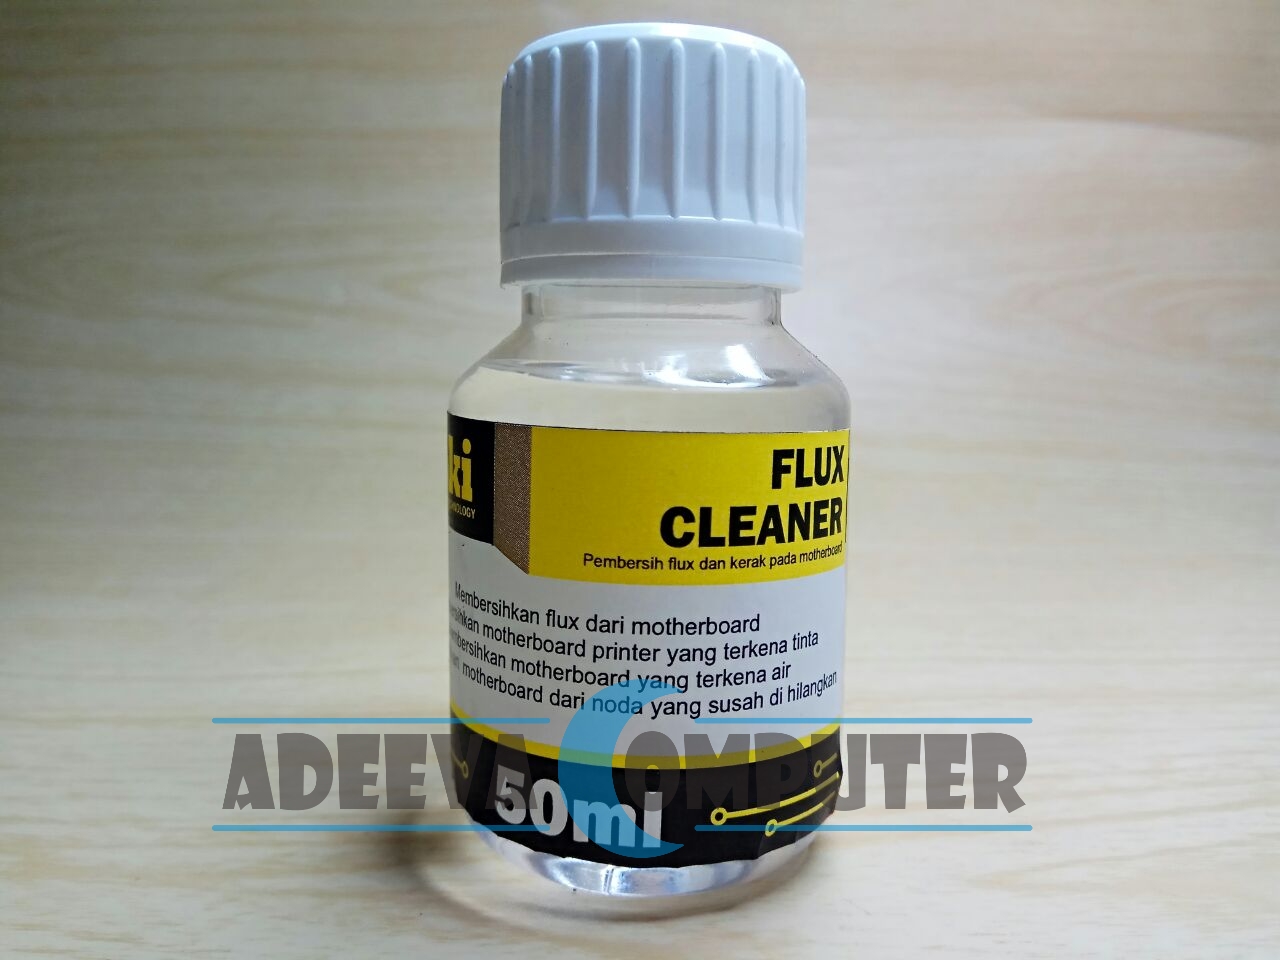 ki
FLUX
CLEANER
Pembersih flux dan kerak pada motherboard
Membersihkan flux dari motherboard
motherboard printer yang terkena tinta
motherboard yang terkena air
motherboard dari noda yang susah di hilangkan
ADEEVA COMPUTER
50ml